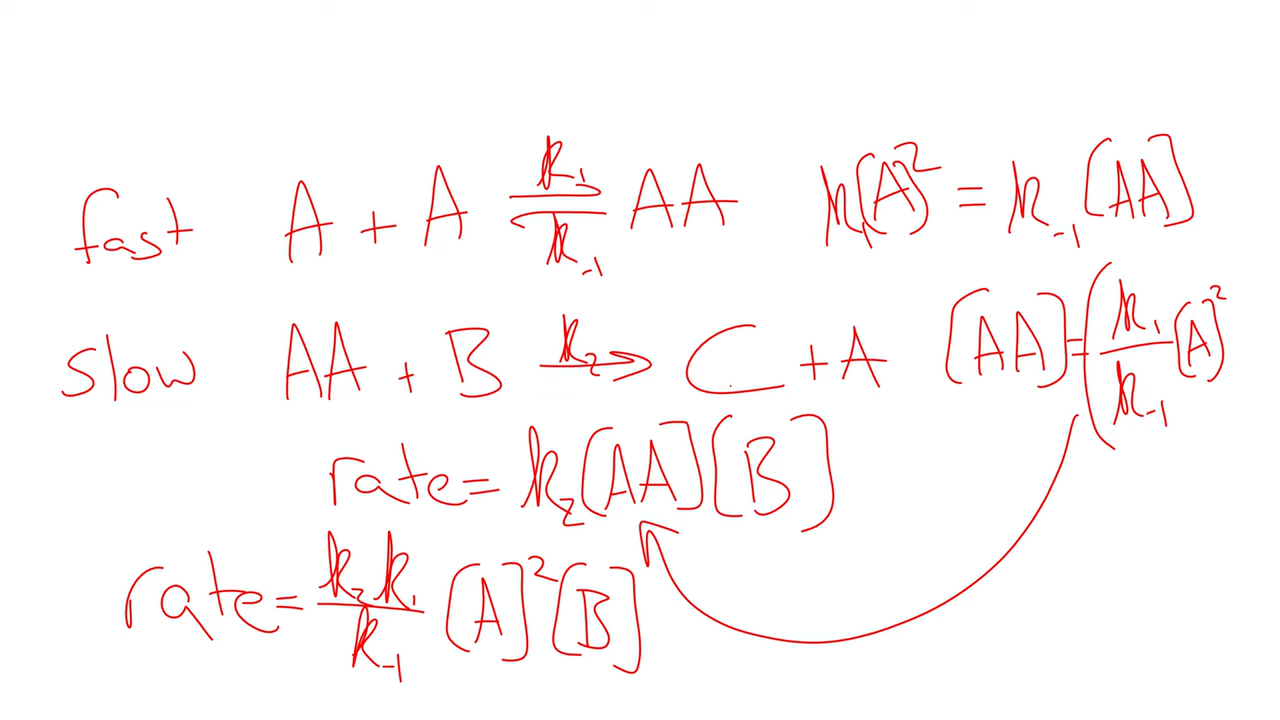 fast A + A ⇌ AA k₁ k₋₁ k₁[A]² = k₋₁[AA]
slow AA + B →k₂ C + A [AA] = (k₁/k₋₁ [A]²
rate = k₂[AA][B]
rate = k₂k₁/k₋₁ [A]²[B]